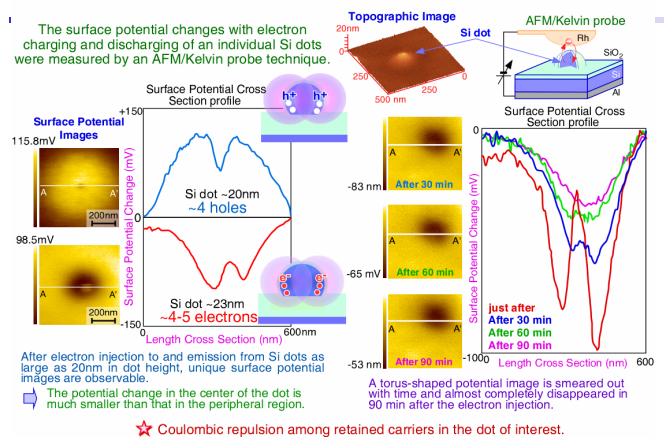 The surface potential changes with electron
charging and discharging of an individual Si dots
were measured by an AFM/Kelvin probe technique.
Topographic Image
20nm
0
0
250
250
500 nm
0
Si dot
AFM/Kelvin probe
Rh
SiO2
Si
Al
Surface Potential
Images
115.8mV
A
A'
200nm
98.5mV
A
A'
200nm
Surface Potential Cross
Section profile
+150
0
-150
Surface Potential Change (mV)
h+
h+
Si dot ~20nm
~4 holes
e-
e-
Si dot ~23nm
~4-5 electrons
0
600nm
Length Cross Section (nm)
A
A'
-83 nm
After 30 min
-65 mV
After 60 min
A
A'
-53 nm
After 90 min
Surface Potential Cross
Section profile
0
-1000
Surface Potential Change (mV)
just after
After 30 min
After 60 min
After 90 min
Length Cross Section (nm)
600
After electron injection to and emission from Si dots as
large as 20nm in dot height, unique surface potential
images are observable.
The potential change in the center of the dot is
much smaller than that in the peripheral region.
A torus-shaped potential image is smeared out
with time and almost completely disappeared in
90 min after the electron injection.
Coulombic repulsion among retained carriers in the dot of interest.